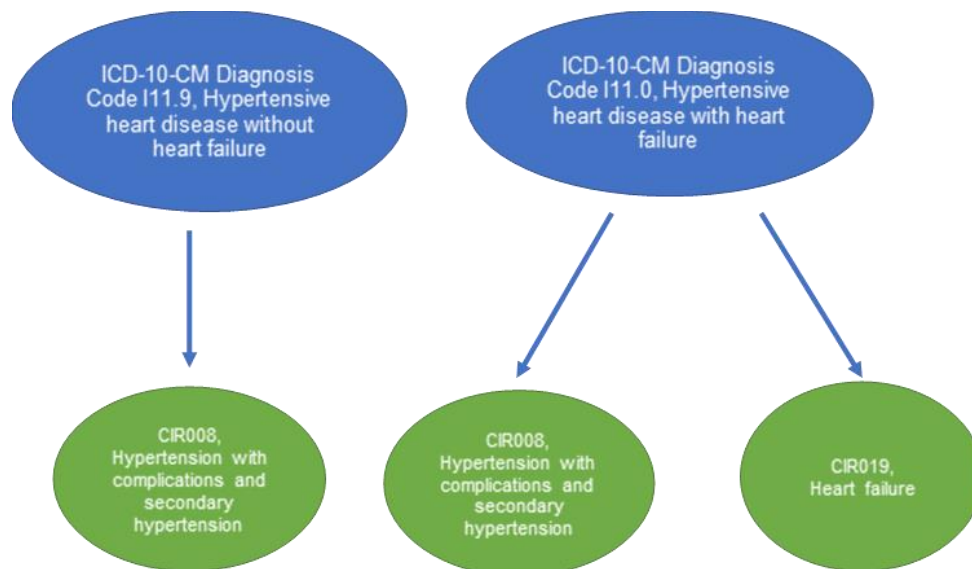 ICD-10-CM Diagnosis
Code I11.9, Hypertensive
heart disease without
heart failure
ICD-10-CM Diagnosis
Code I11.0, Hypertensive
heart disease with heart
failure
CIR008,
Hypertension with
complications and
secondary
hypertension
CIR008,
Hypertension with
complications and
secondary
hypertension
CIR019,
Heart failure